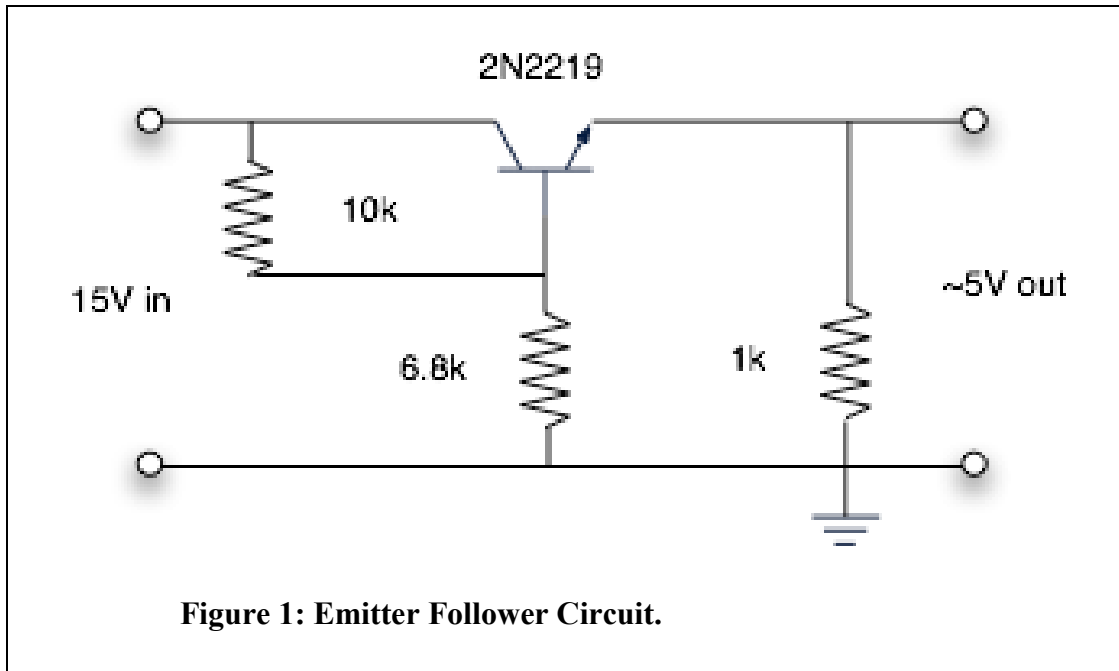 2N2219
10k
15V in
~5V out
6.8k
1k
Figure 1: Emitter Follower Circuit.